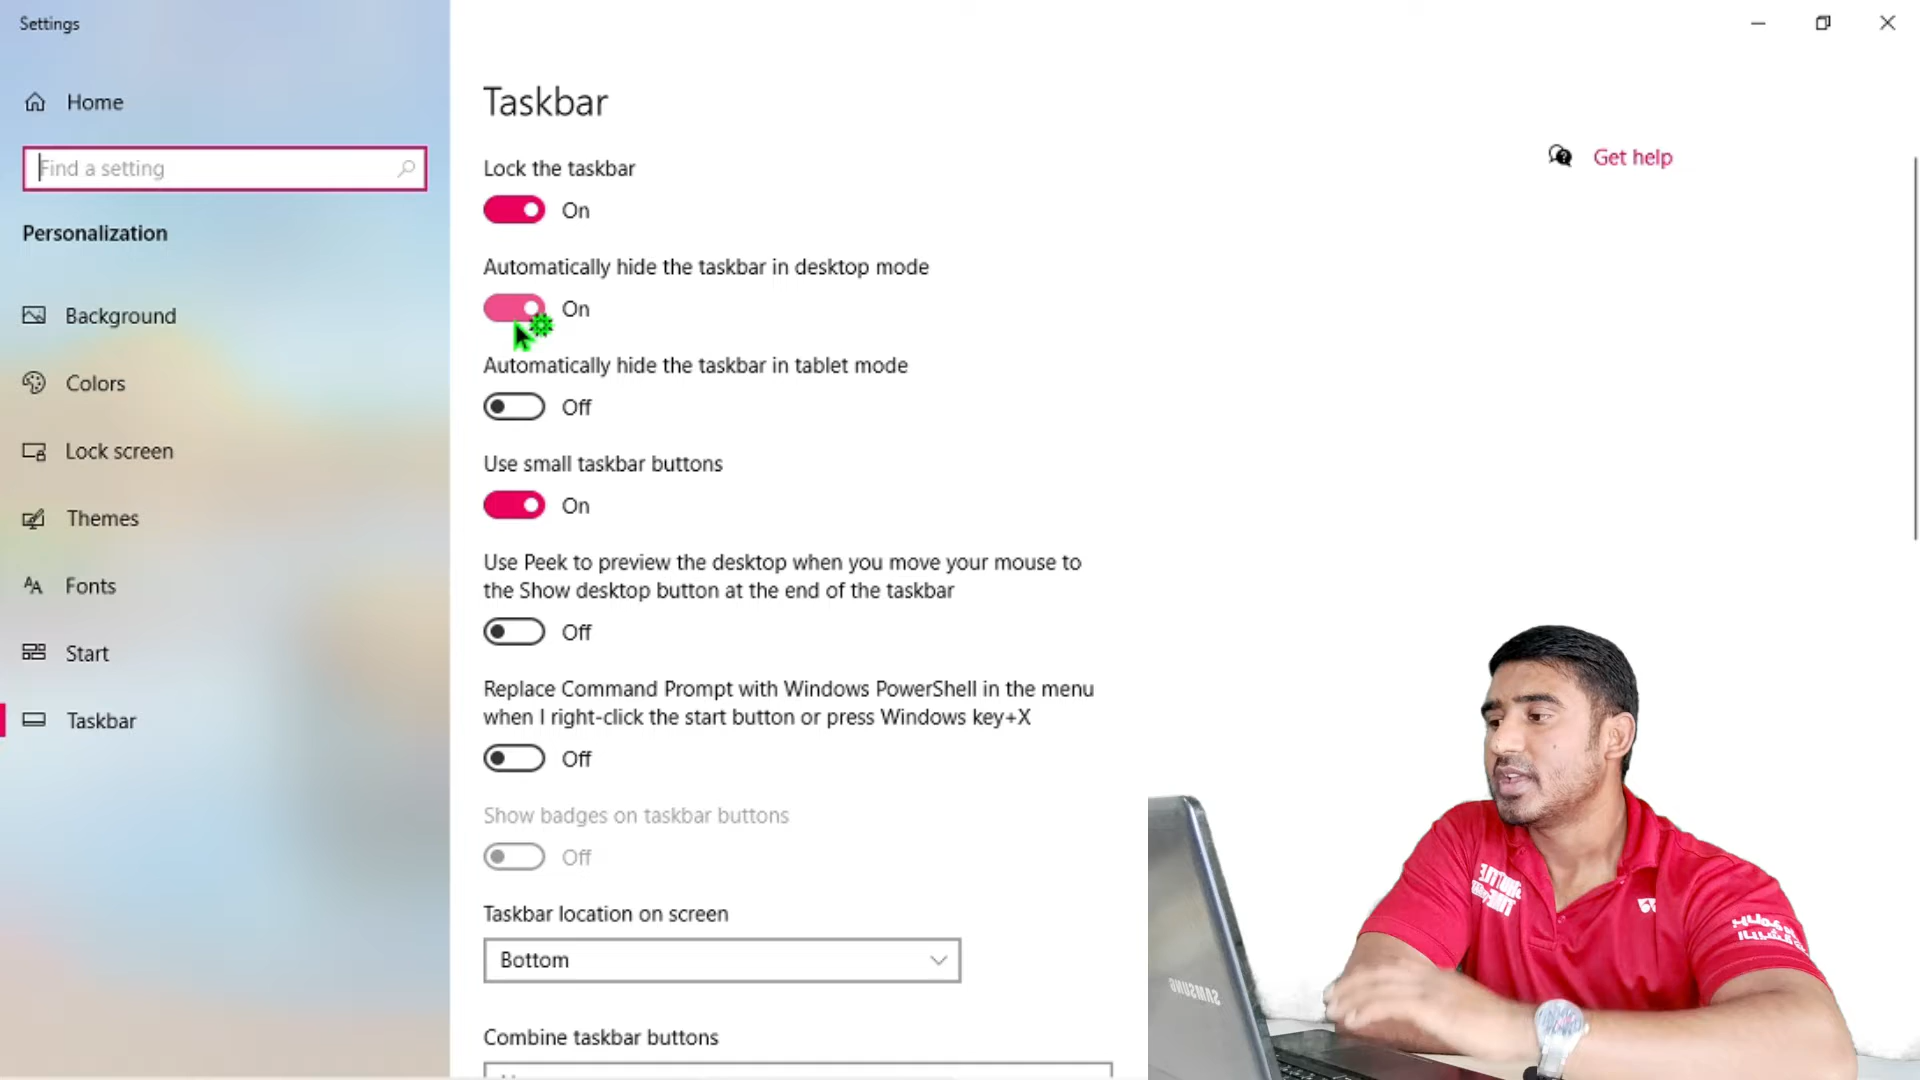 Settings
Home
Find a setting
Personalization
Background
Colors
Lock screen
Themes
Fonts
Start
Taskbar
Taskbar
Lock the taskbar
On
Automatically hide the taskbar in desktop mode
On
Automatically hide the taskbar in tablet mode
Off
Use small taskbar buttons
On
Use Peek to preview the desktop when you move your mouse to
the Show desktop button at the end of the taskbar
Off
Replace Command Prompt with Windows PowerShell in the menu
when I right-click the start button or press Windows key+X
Off
Show badges on taskbar buttons
Off
Taskbar location on screen
Bottom
Combine taskbar buttons
Get help
SAMSUNG